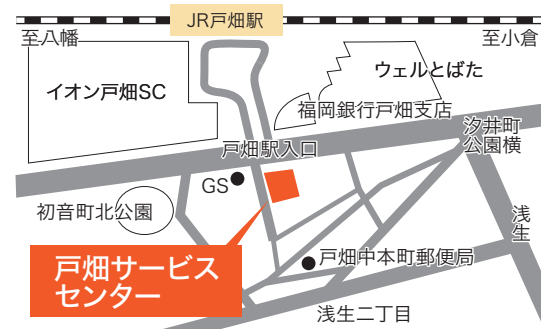 JR戸畑駅
至八幡
至小倉
イオン戸畑SC
ウェルとばた
福岡銀行戸畑支店
汐井町
公園横
戸畑駅入口
GS
初音町北公園
浅生
戸畑サービス
センター
戸畑中本町郵便局
浅生二丁目